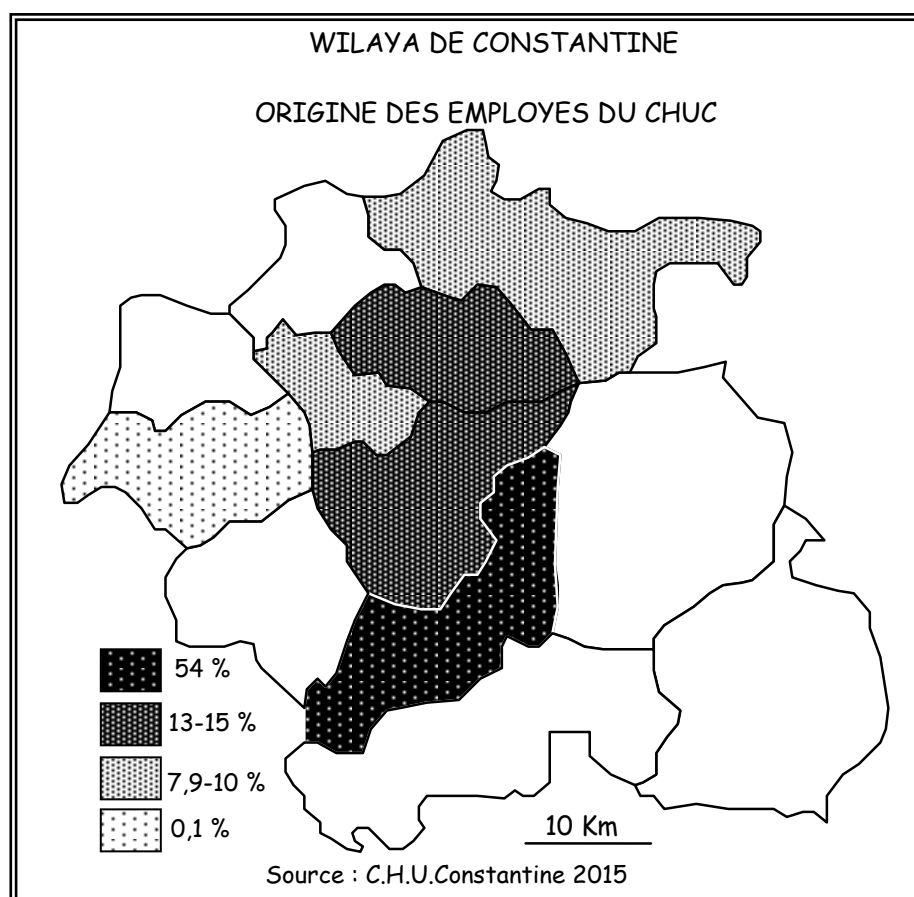 WILAYA DE CONSTANTINE
ORIGINE DES EMPLOYES DU CHUC
54 %
13-15 %
7,9-10 %
0,1 %
10 Km
Source : C.H.U.Constantine 2015